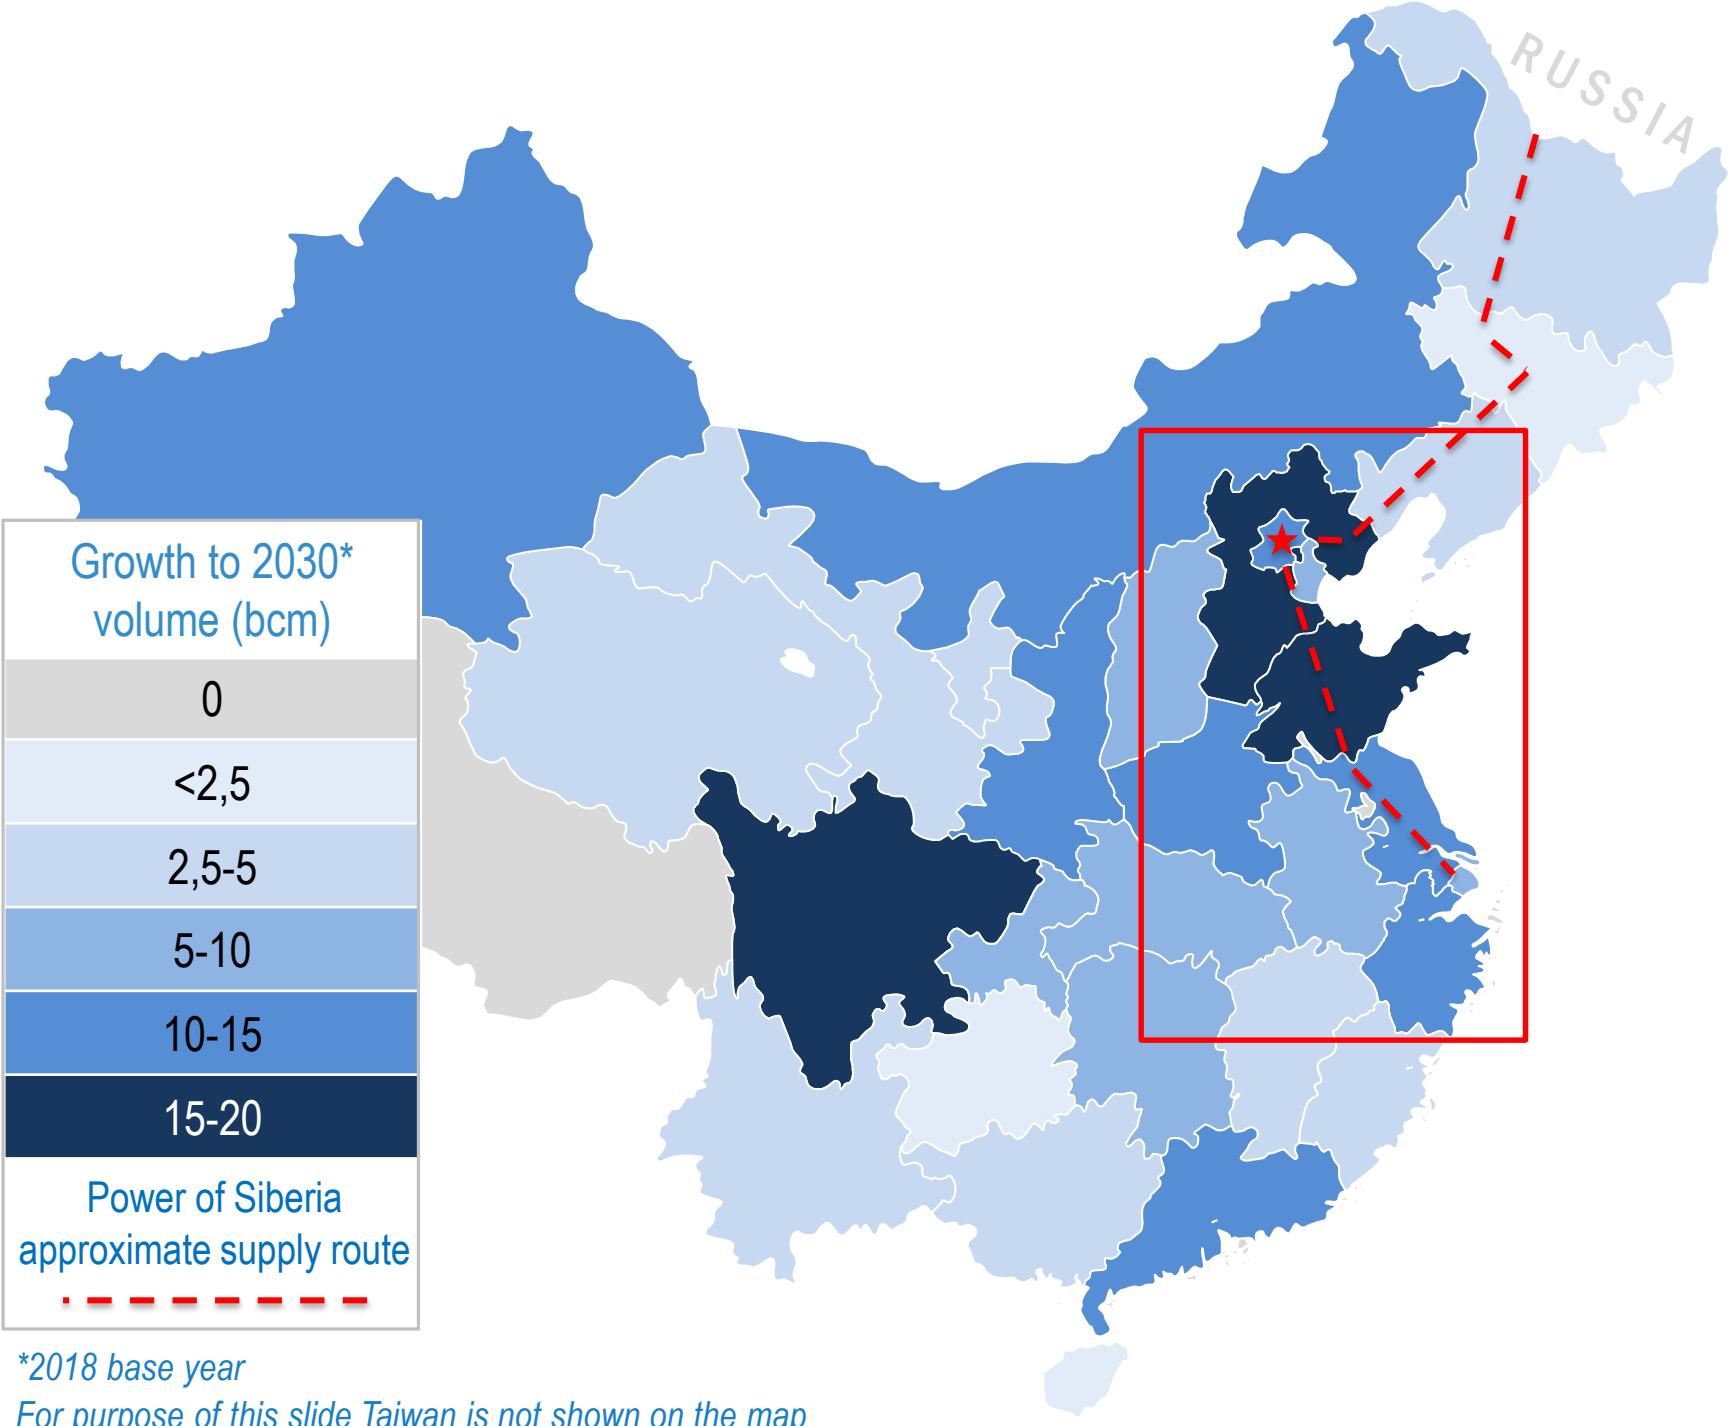 RUSSIA
Growth to 2030*
volume (bcm)
0
<2,5
2,5-5
5-10
10-15
15-20
Power of Siberia
approximate supply route
*2018 base year
For purpose of this slide Taiwan is not shown on the map